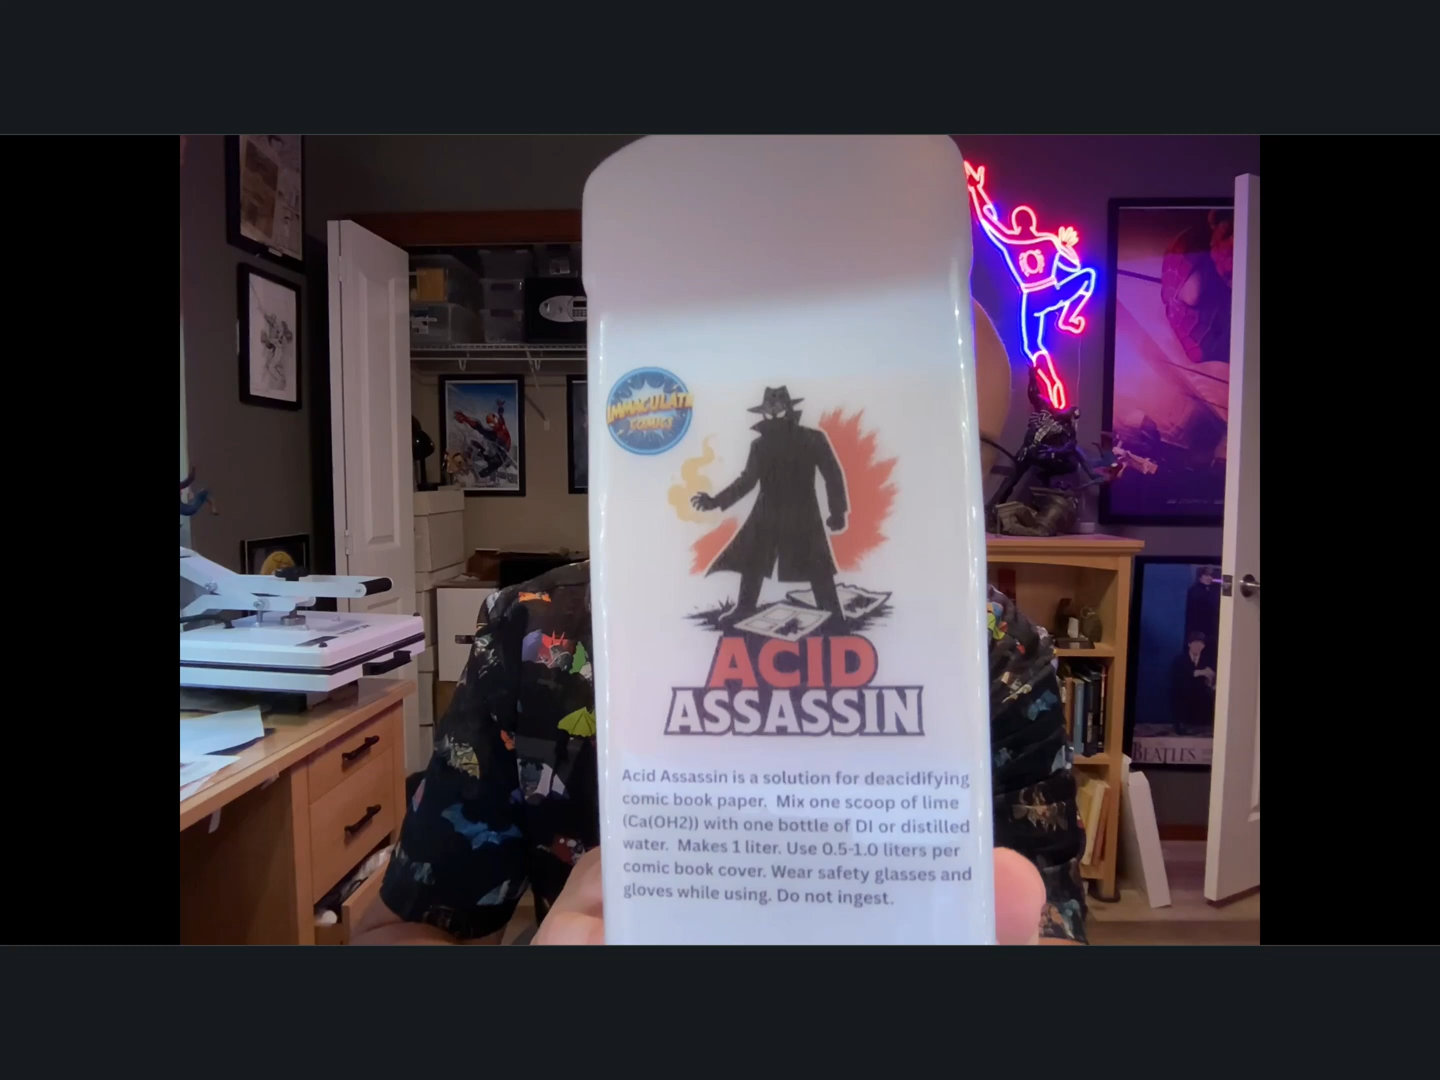 IMMACULATE
COMICS
ACID
ASSASSIN
Acid Assassin is a solution for deacidifying
comic book paper. Mix one scoop of lime
(Ca(OH2)) with one bottle of DI or distilled
water. Makes 1 liter. Use 0.5-1.0 liters per
comic book cover. Wear safety glasses and
gloves while using. Do not ingest.
BEATLES